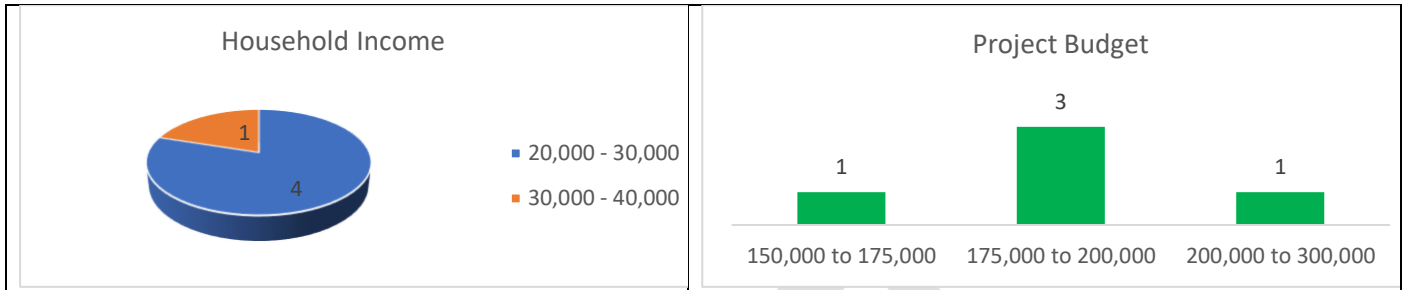 Household Income
1
4
20,000 - 30,000
30,000 - 40,000
Project Budget
3
1
1
150,000 to 175,000
175,000 to 200,000
200,000 to 300,000